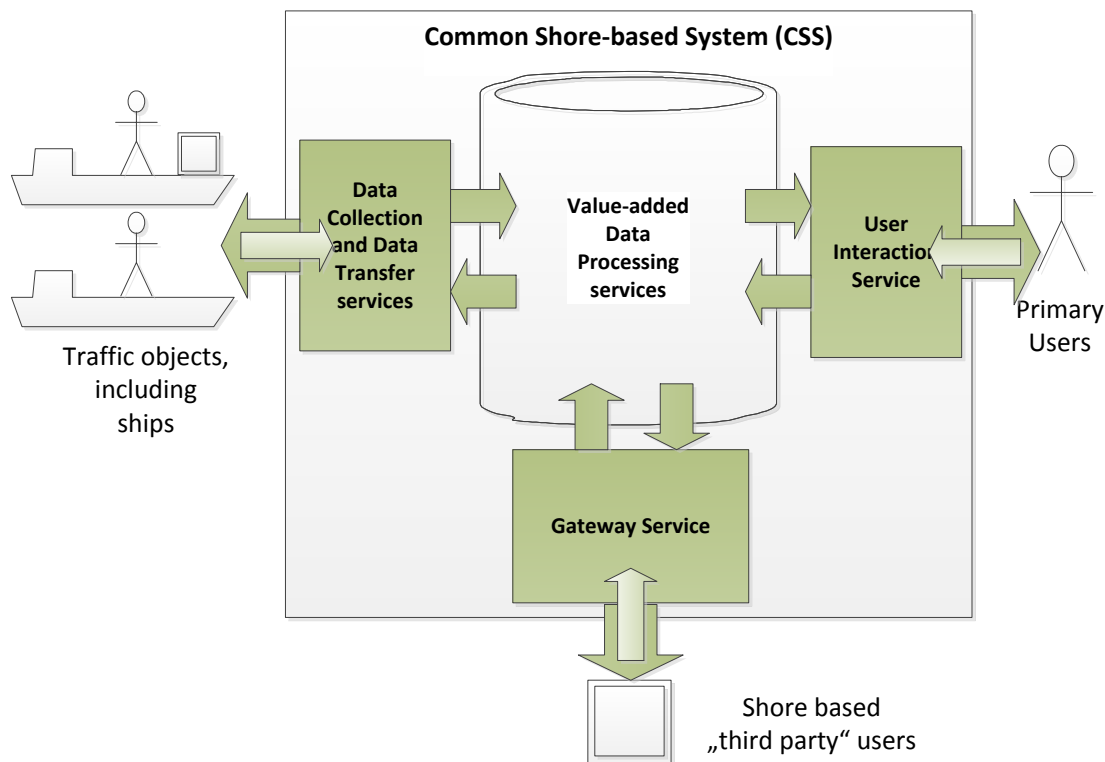 Common Shore-based System (CSS)
Data
Collection
and Data
Transfer
services
Value-added
Data
Processing
services
User
Interaction
Service
Primary
Users
Traffic objects,
including
ships
Gateway Service
Shore based
„third party“ users